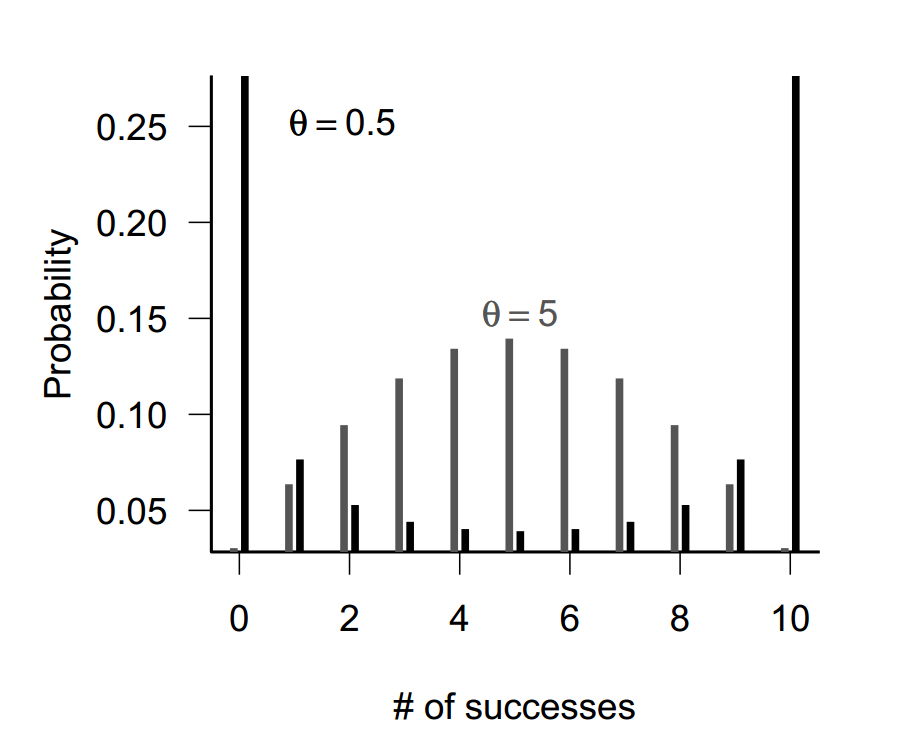 θ = 0.5
0.25
0.20
0.15
0.10
0.05
θ = 5
Probability
0 2 4 6 8 10
# of successes